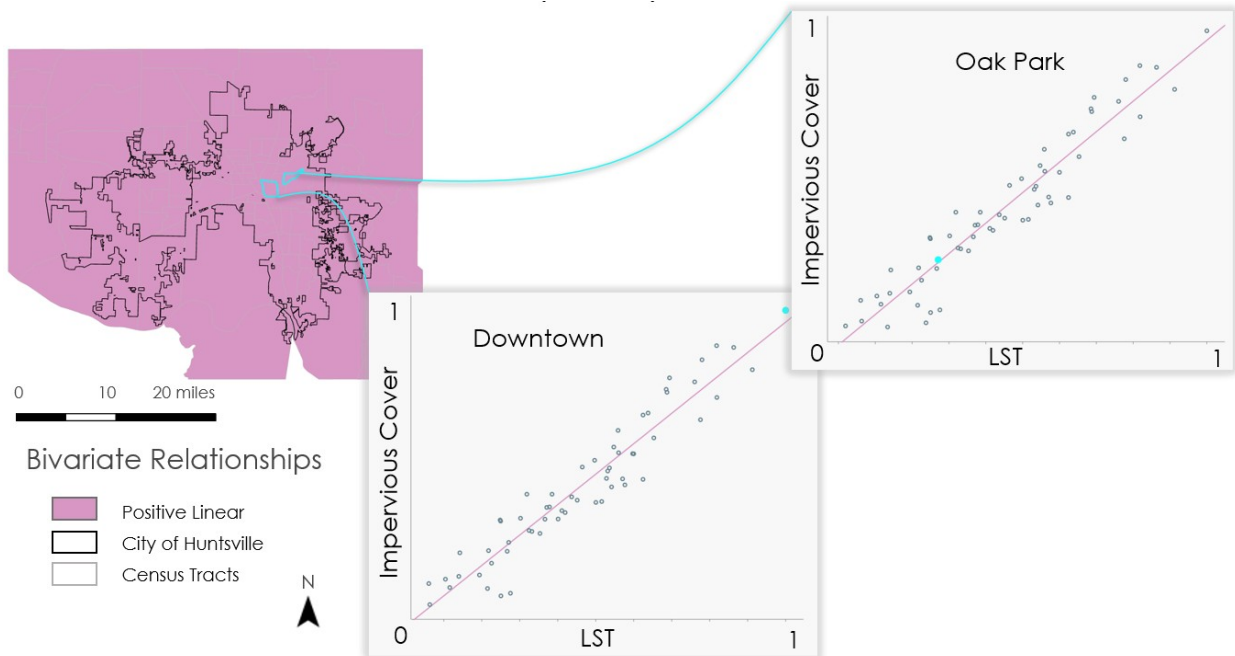 1
Oak Park
Impervious Cover
0
LST
1
1
Downtown
Impervious Cover
0
LST
1
0 10 20 miles
Bivariate Relationships
Positive Linear
City of Huntsville
Census Tracts
N